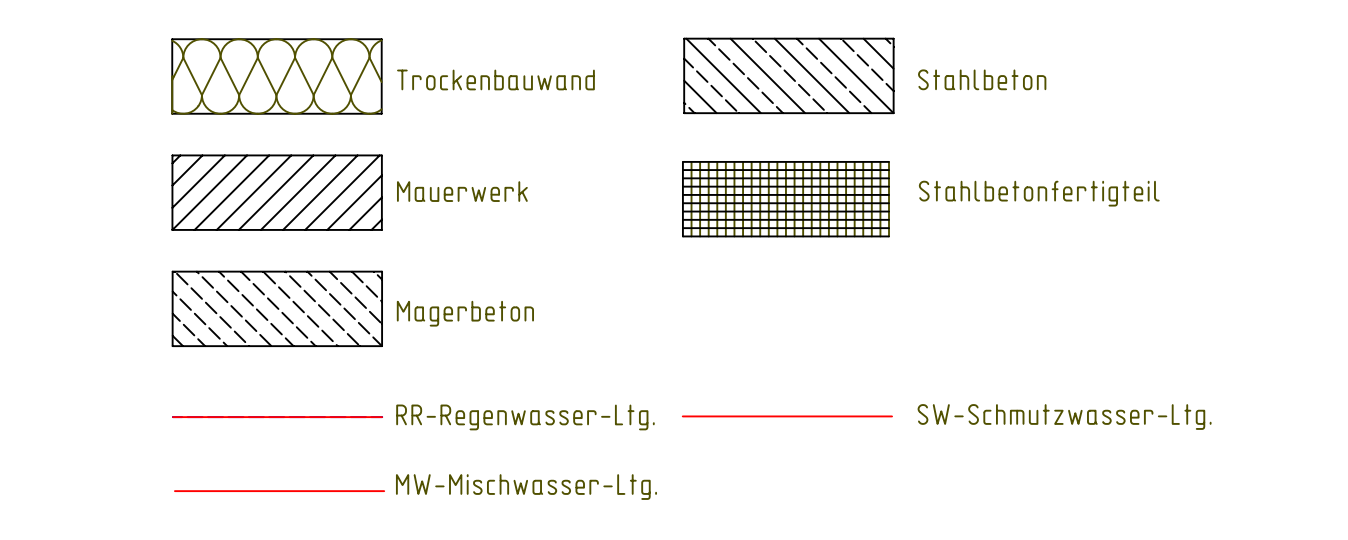 Trockenbauwand
Stahlbeton
Mauerwerk
Stahlbetonfertigteil
Magerbeton
RR-Regenwasser-Ltg.
SW-Schmutzwasser-Ltg.
MW-Mischwasser-Ltg.